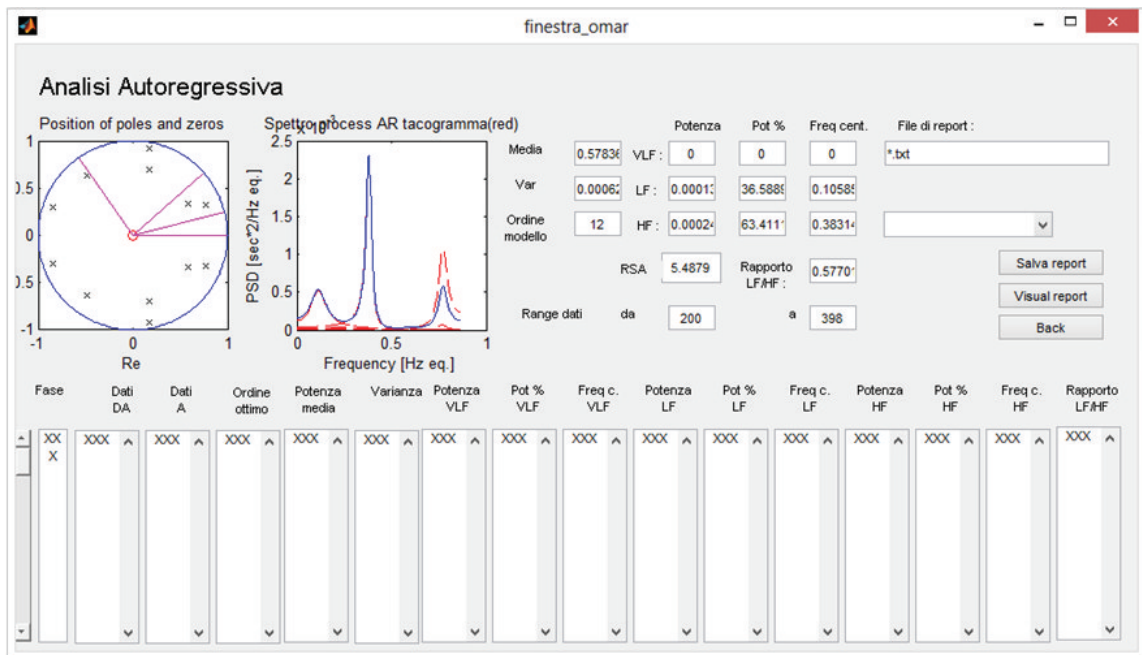 finestra_omar
Analisi Autoregressiva
Position of poles and zeros
1
0.5
0
0.5
-1
-1 0 1
Re
Spettro process AR tacogramma(red)
x 10-3
PSD [sec*2/Hz eq.]
2.5
2
1.5
1
0.5
0
0 0.5 1
Frequency [Hz eq.]
Potenza Pot % Freq cent. File di report :
Media 0.57836 VLF : 0 0 0 *.txt
Var 0.00062 LF : 0.00013 36.5889 0.10585
Ordine modello 12 HF : 0.00024 63.4111 0.38314
RSA 5.4879 Rapporto LF/HF : 0.57701
Range dati da 200 a 398
Salva report
Visual report
Back
Fase
Dati DA
Dati A
Ordine ottimo
Potenza media
Varianza
Potenza VLF
Pot % VLF
Freq c. VLF
Potenza LF
Pot % LF
Freq c. LF
Potenza HF
Pot % HF
Freq c. HF
Rapporto LF/HF
XX
X
XXX XXX XXX XXX XXX XXX XXX XXX XXX XXX XXX XXX XXX XXX XXX